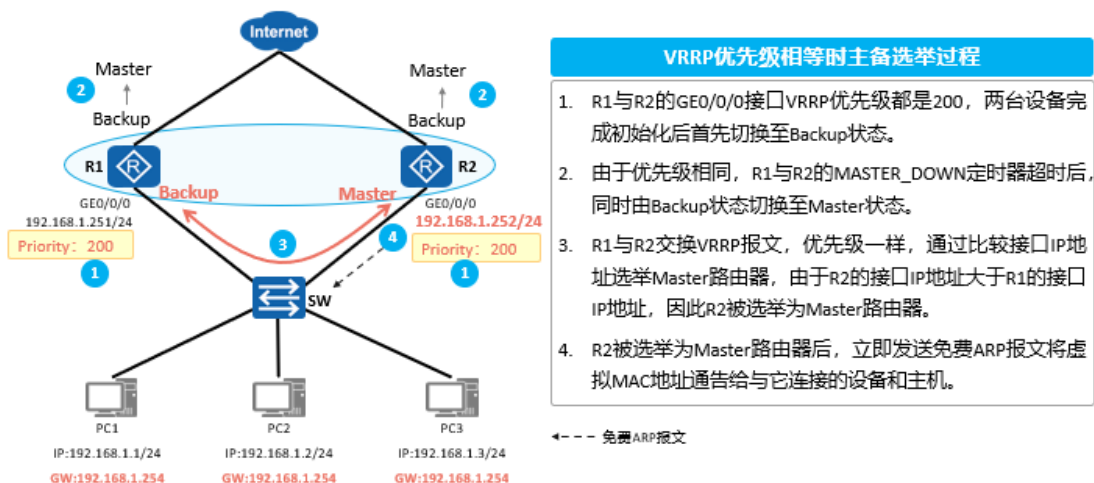 Internet
Master
Master
2
2
Backup
Backup
R1
R
R
R2
Backup
Master
GE0/0/0
GE0/0/0
192.168.1.251/24
192.168.1.252/24
Priority：200
3
4
Priority：200
1
1
SW
PC1
PC2
PC3
IP:192.168.1.1/24
IP:192.168.1.2/24
IP:192.168.1.3/24
GW:192.168.1.254
GW:192.168.1.254
GW:192.168.1.254
VRRP优先级相等时主备选举过程
1. R1与R2的GE0/0/0接口VRRP优先级都是200，两台设备完
成初始化后首先切换至Backup状态。
2. 由于优先级相同，R1与R2的MASTER_DOWN定时器超时后，
同时由Backup状态切换至Master状态。
3. R1与R2交换VRRP报文，优先级一样，通过比较接口IP地
址选举Master路由器，由于R2的接口IP地址大于R1的接口
IP地址，因此R2被选举为Master路由器。
4. R2被选举为Master路由器后，立即发送免费ARP报文将虚
拟MAC地址通告给与它连接的设备和主机。
免费ARP报文